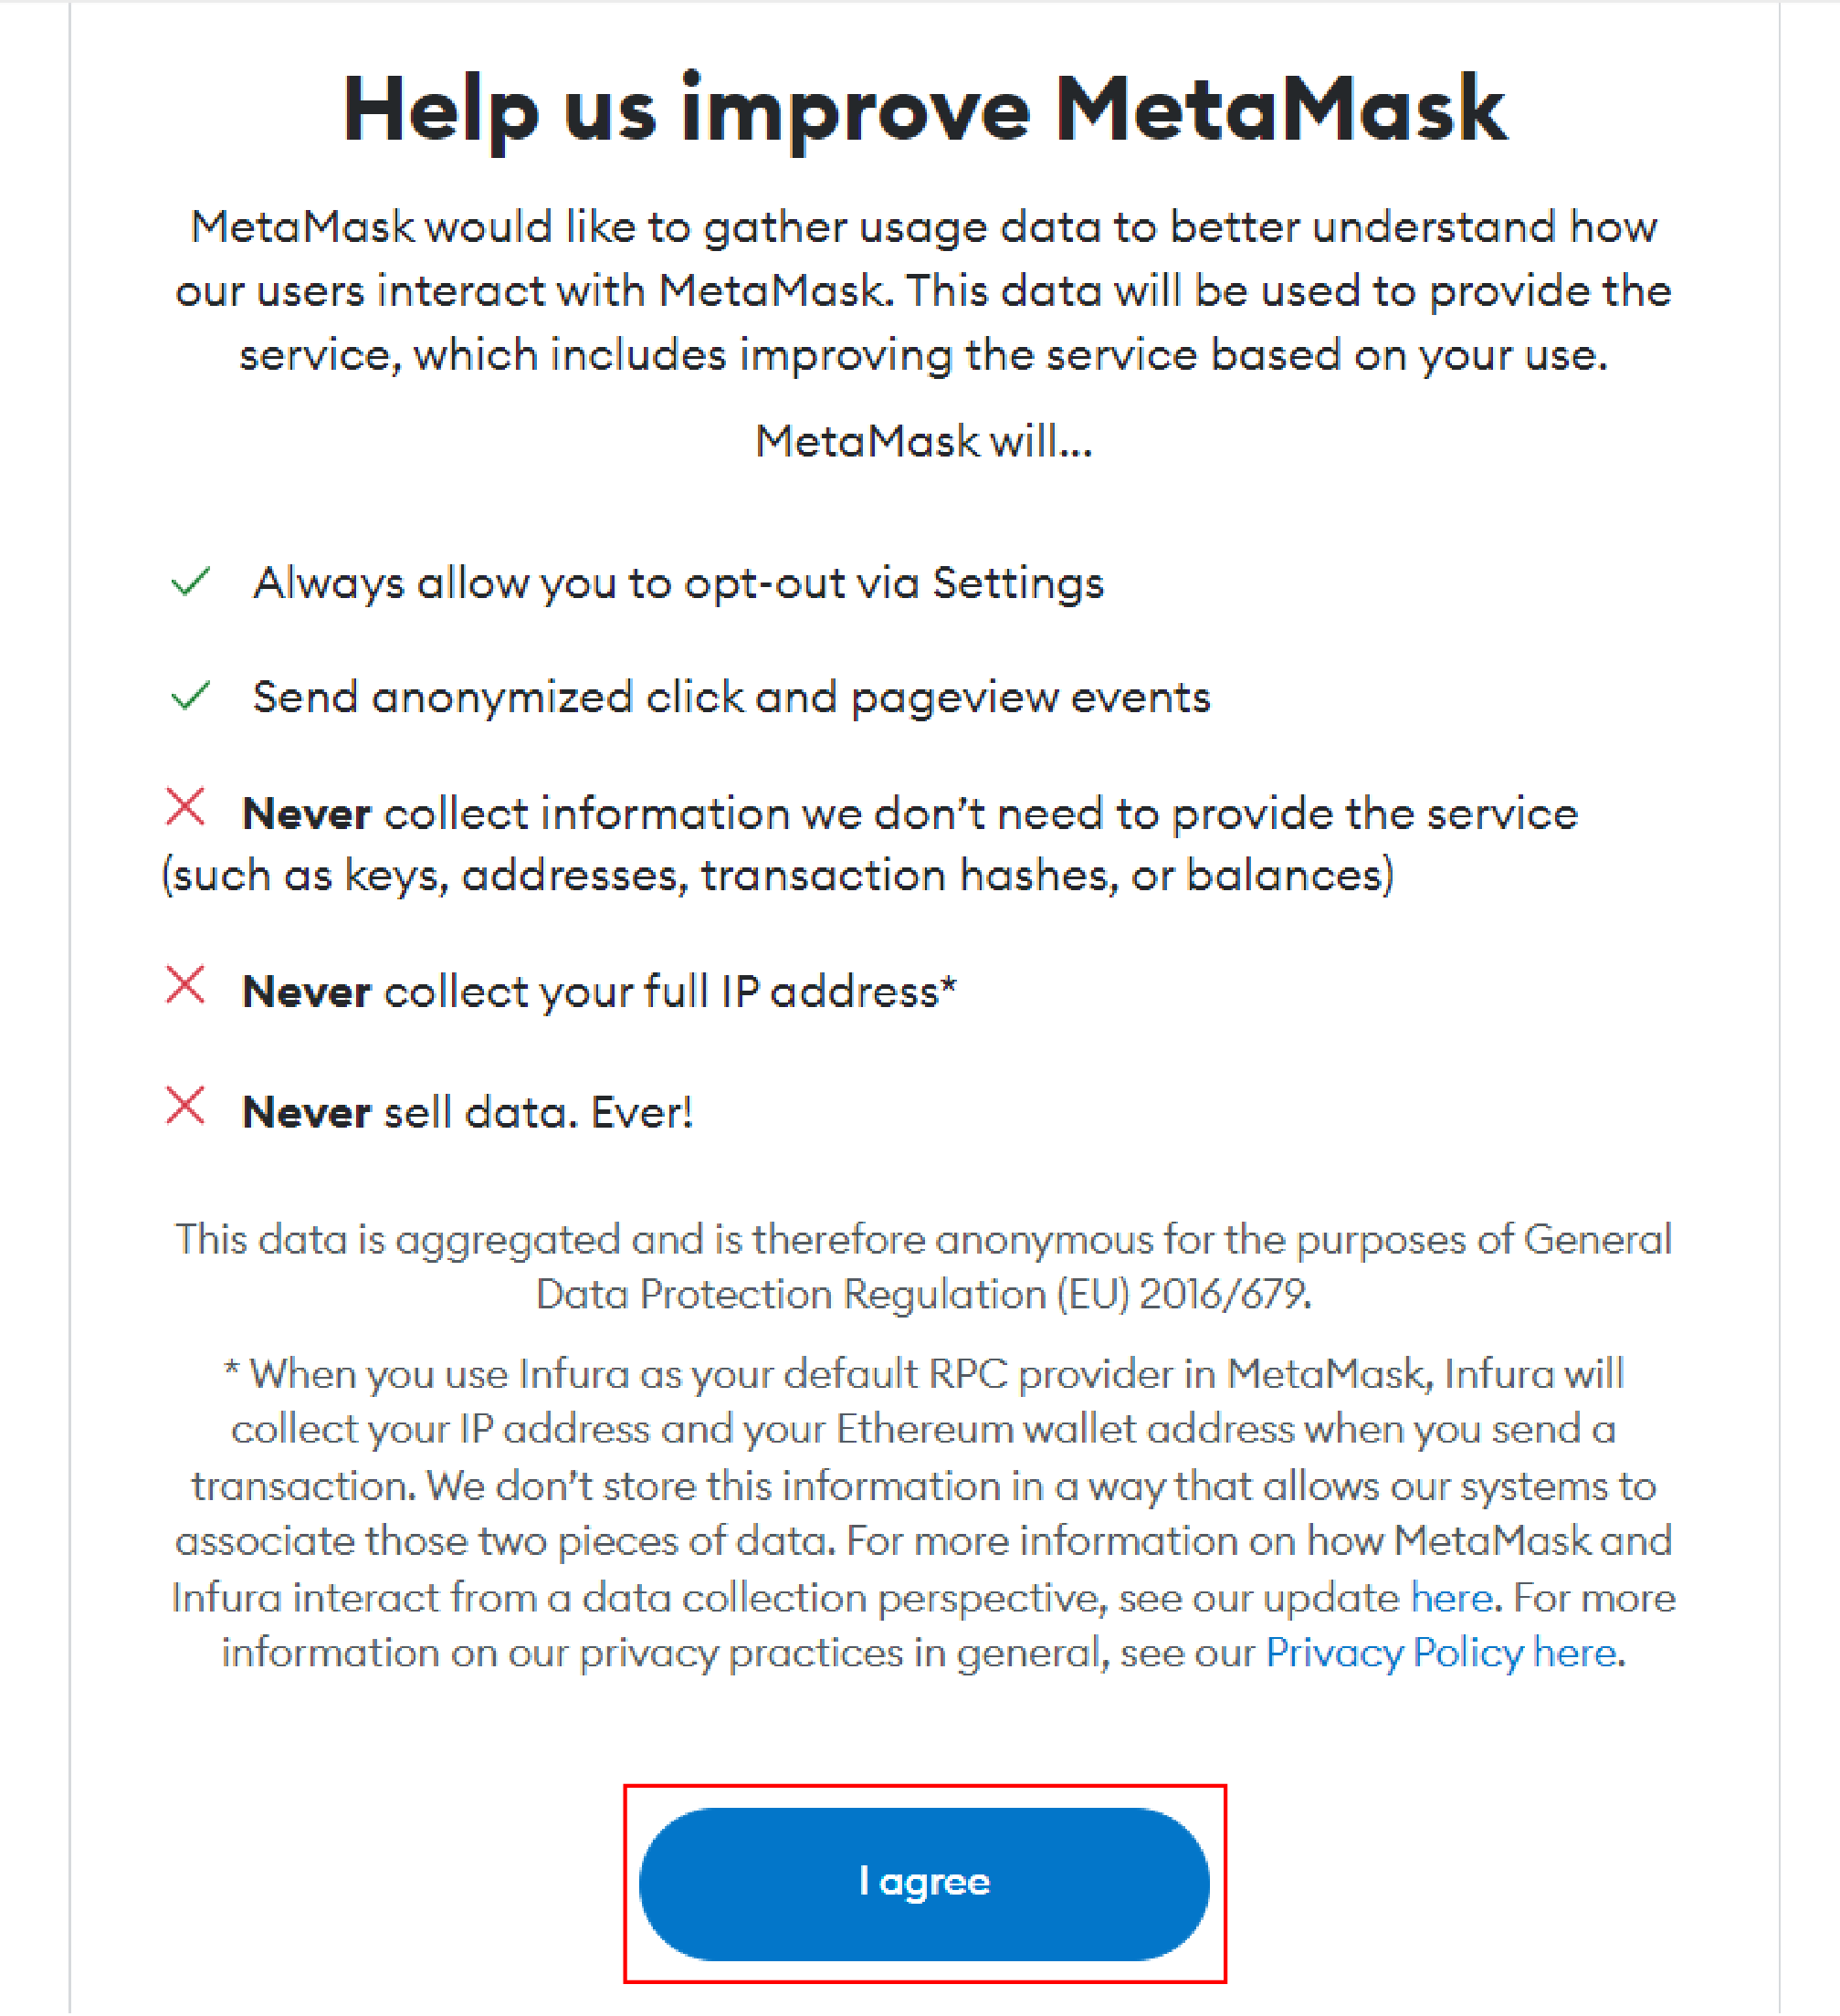 Help us improve MetaMask
MetaMask would like to gather usage data to better understand how
our users interact with MetaMask. This data will be used to provide the
service, which includes improving the service based on your use.
MetaMask will...
Always allow you to opt-out via Settings
Send anonymized click and pageview events
Never collect information we don’t need to provide the service
(such as keys, addresses, transaction hashes, or balances)
Never collect your full IP address*
Never sell data. Ever!
This data is aggregated and is therefore anonymous for the purposes of General
Data Protection Regulation (EU) 2016/679.
* When you use Infura as your default RPC provider in MetaMask, Infura will
collect your IP address and your Ethereum wallet address when you send a
transaction. We don’t store this information in a way that allows our systems to
associate those two pieces of data. For more information on how MetaMask and
Infura interact from a data collection perspective, see our update here. For more
information on our privacy practices in general, see our Privacy Policy here.
I agree